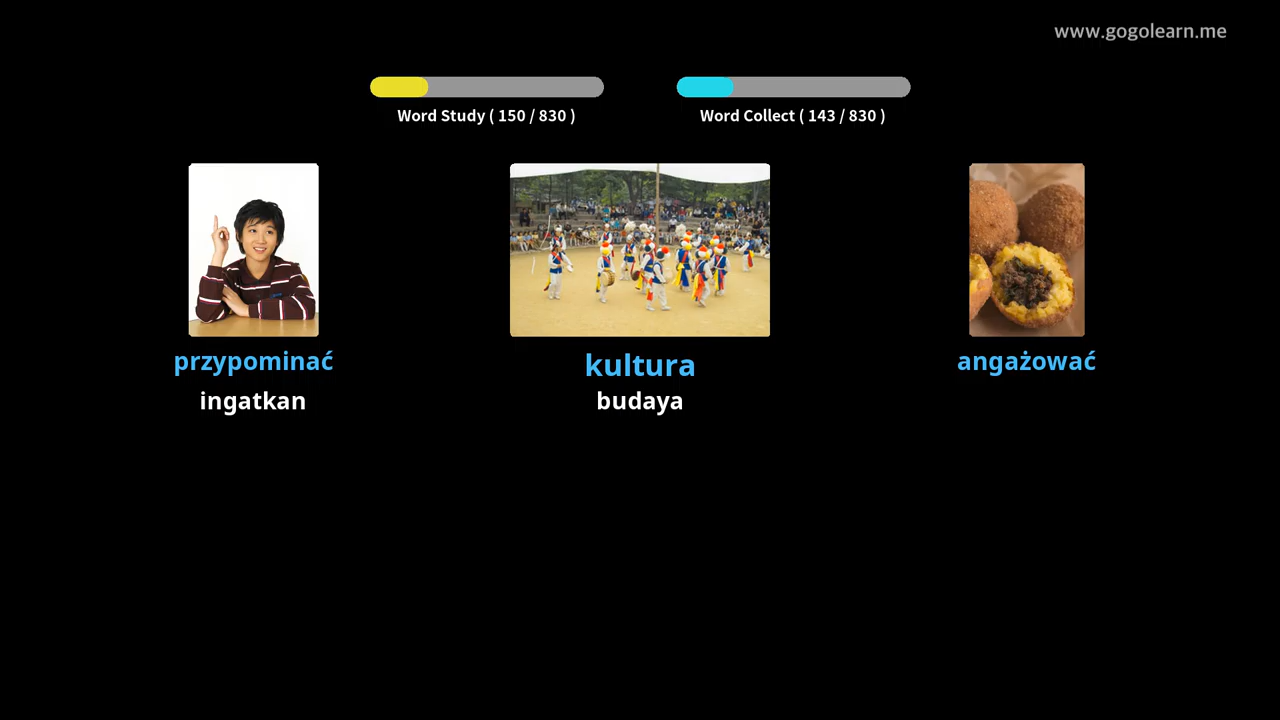 www.gogolearn.me
Word Study ( 150 / 830 )
Word Collect ( 143 / 830 )
przypominać
ingatkan
kultura
budaya
angażować